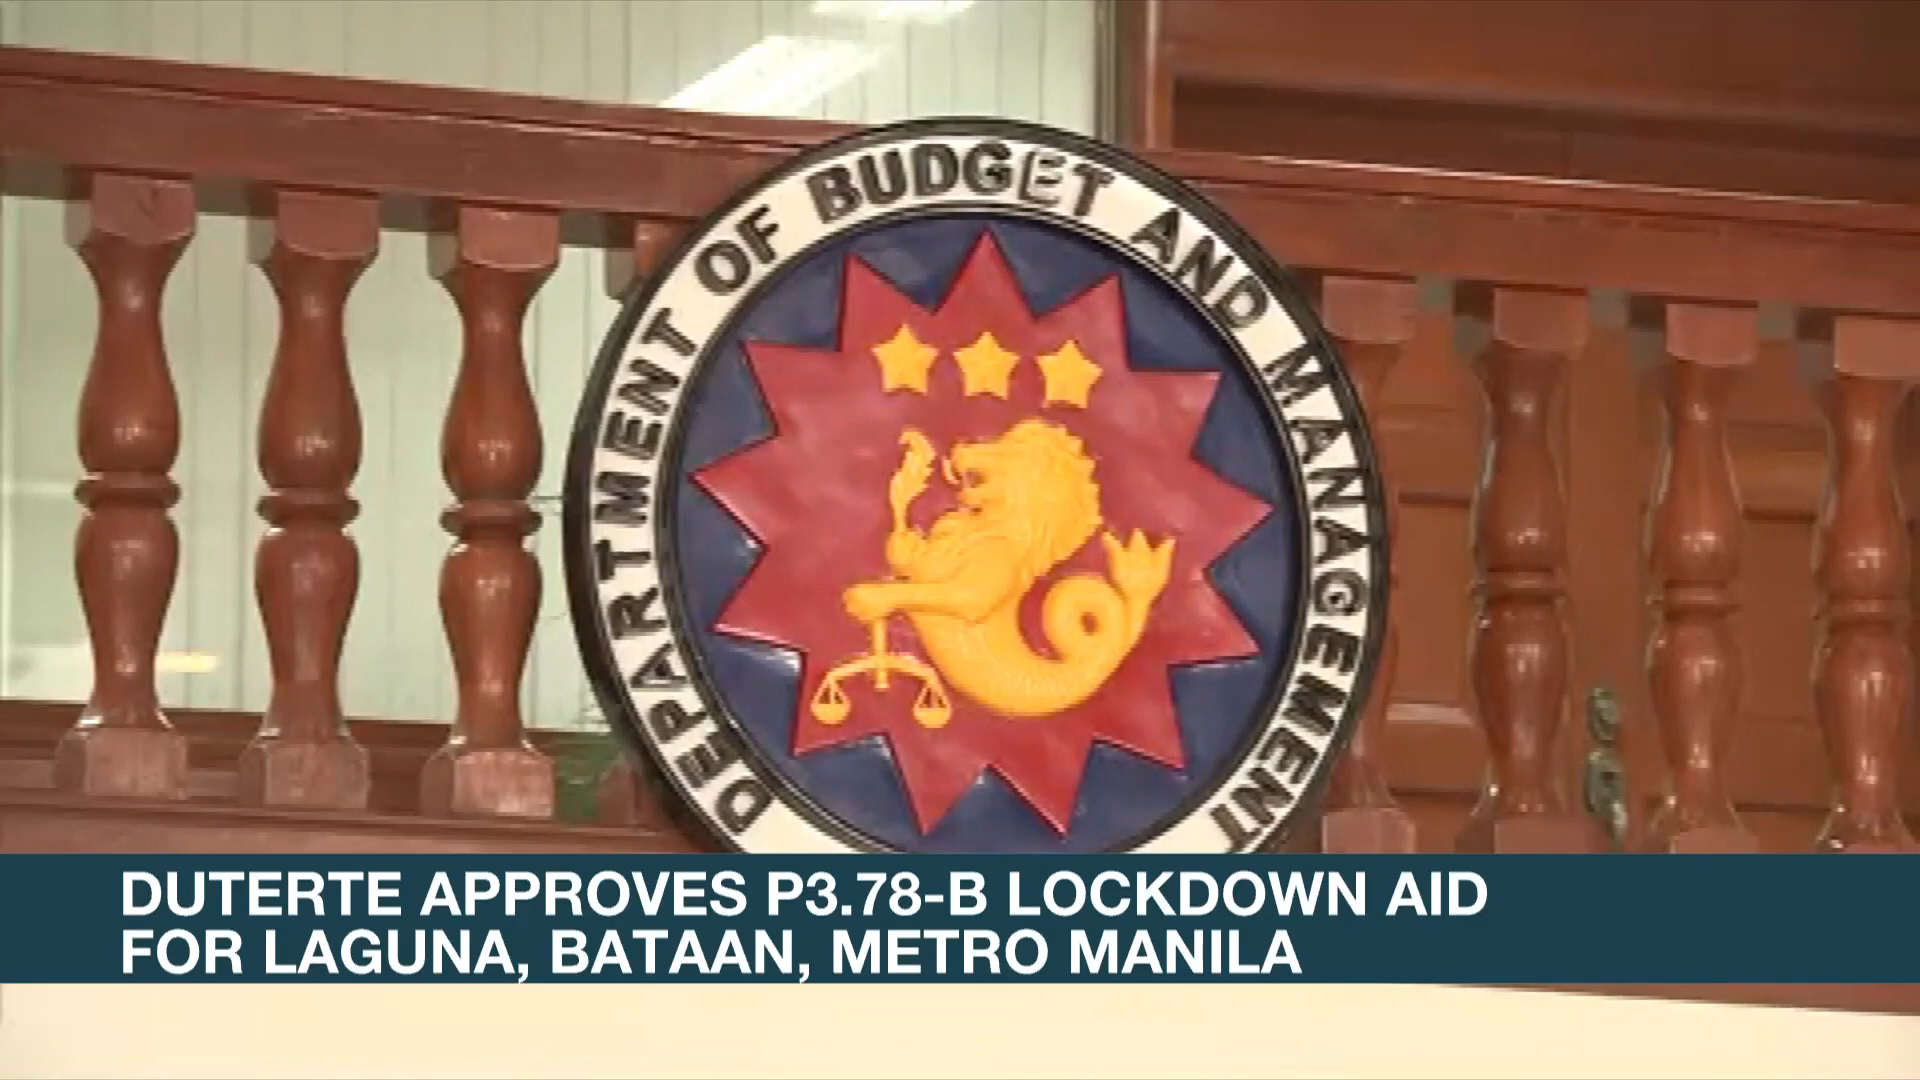 DEPARTMENT OF BUDGET AND MANAGEMENT
DUTERTE APPROVES P3.78-B LOCKDOWN AID
FOR LAGUNA, BATAAN, METRO MANILA